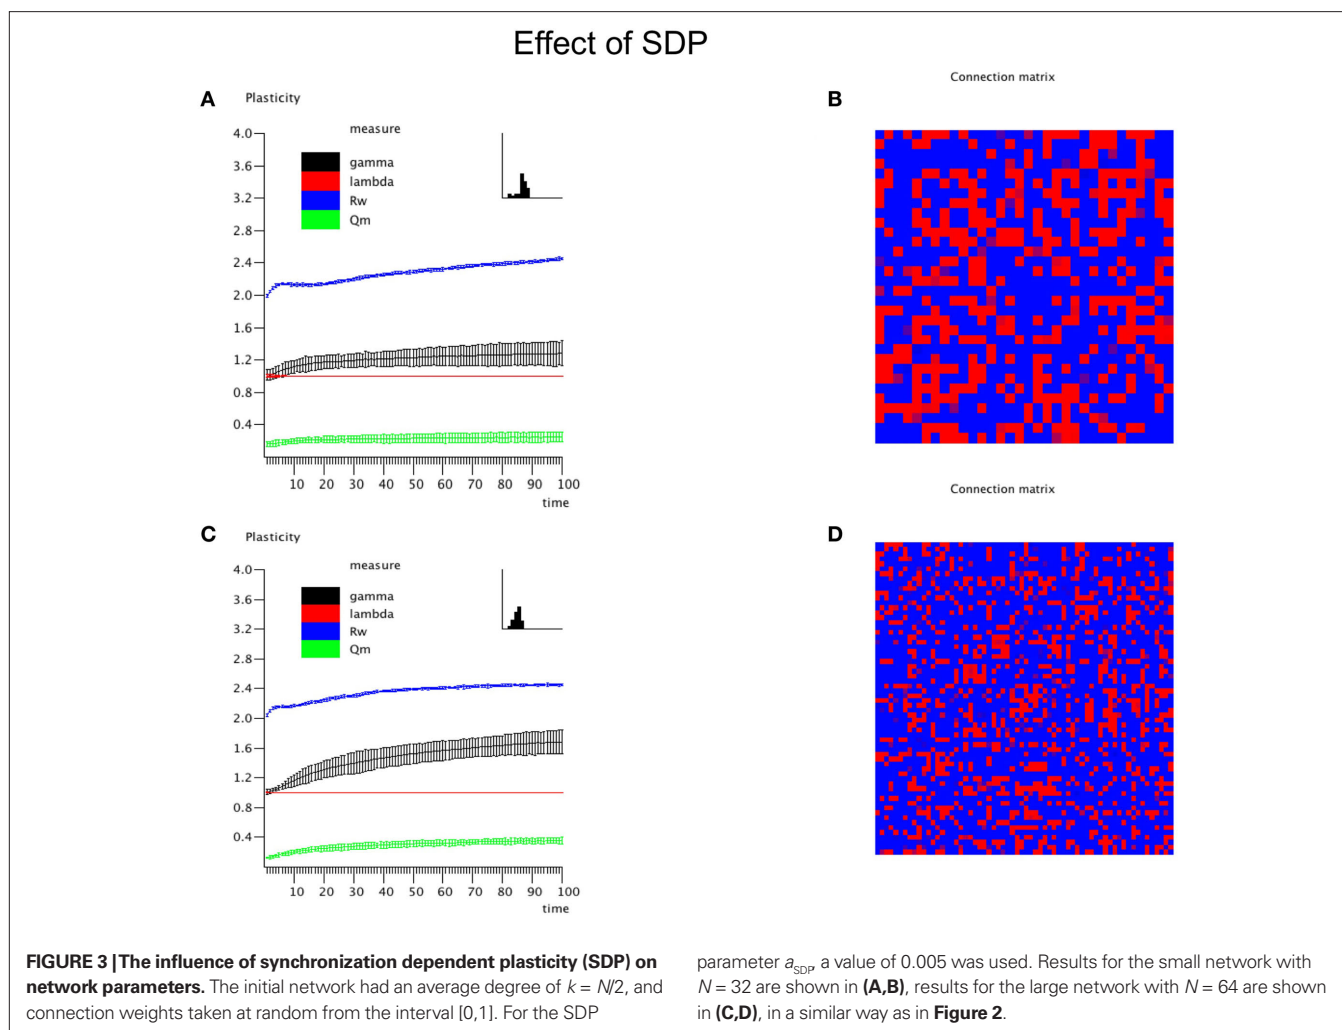 Effect of SDP
A
Plasticity
measure
gamma
lambda
Rw
Qm
4.0
3.6
3.2
2.8
2.4
2.0
1.6
1.2
0.8
0.4
10 20 30 40 50 60 70 80 90 100
time
B
Connection matrix
C
Plasticity
measure
gamma
lambda
Rw
Qm
4.0
3.6
3.2
2.8
2.4
2.0
1.6
1.2
0.8
0.4
10 20 30 40 50 60 70 80 90 100
time
D
Connection matrix
FIGURE 3 | The influence of synchronization dependent plasticity (SDP) on
network parameters. The initial network had an average degree of k = N/2, and
connection weights taken at random from the interval [0,1]. For the SDP
parameter aSDP, a value of 0.005 was used. Results for the small network with
N = 32 are shown in (A,B), results for the large network with N = 64 are shown
in (C,D), in a similar way as in Figure 2.